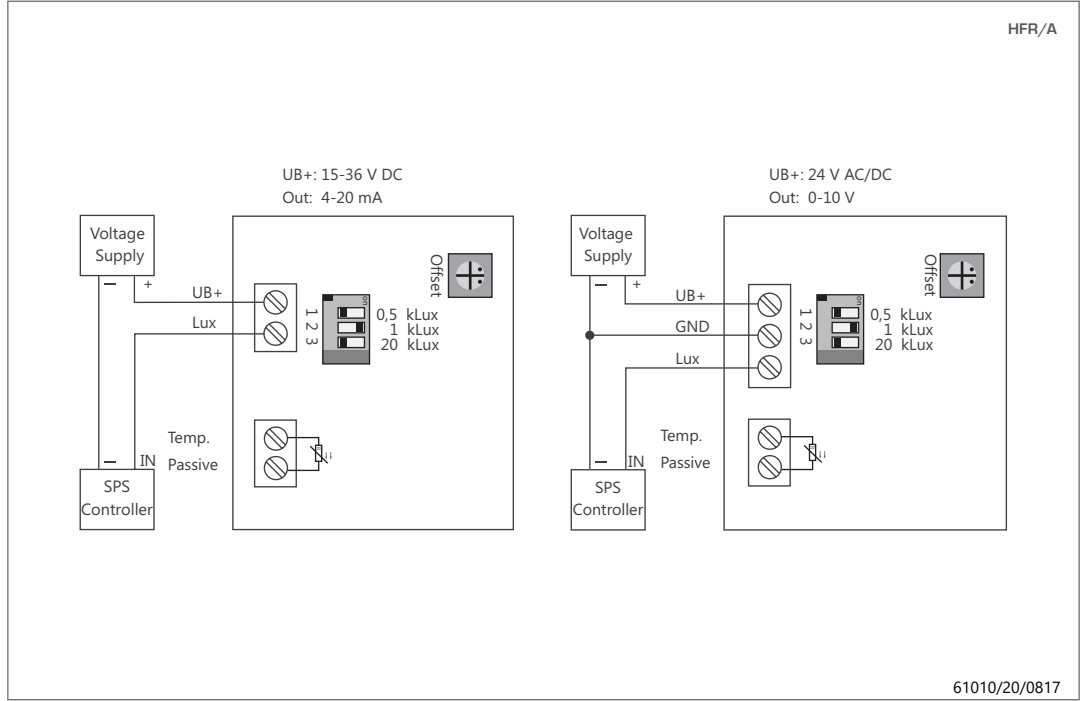 HFR/A
UB+: 15-36 V DC
Out: 4-20 mA
Voltage
Supply
− +
UB+
Lux
Offset
on
1 2 3
0,5 kLux
1 kLux
20 kLux
Temp.
Passive
− IN
SPS
Controller
UB+: 24 V AC/DC
Out: 0-10 V
Voltage
Supply
− +
UB+
GND
Lux
Offset
on
1 2 3
0,5 kLux
1 kLux
20 kLux
Temp.
Passive
− IN
SPS
Controller
61010/20/0817